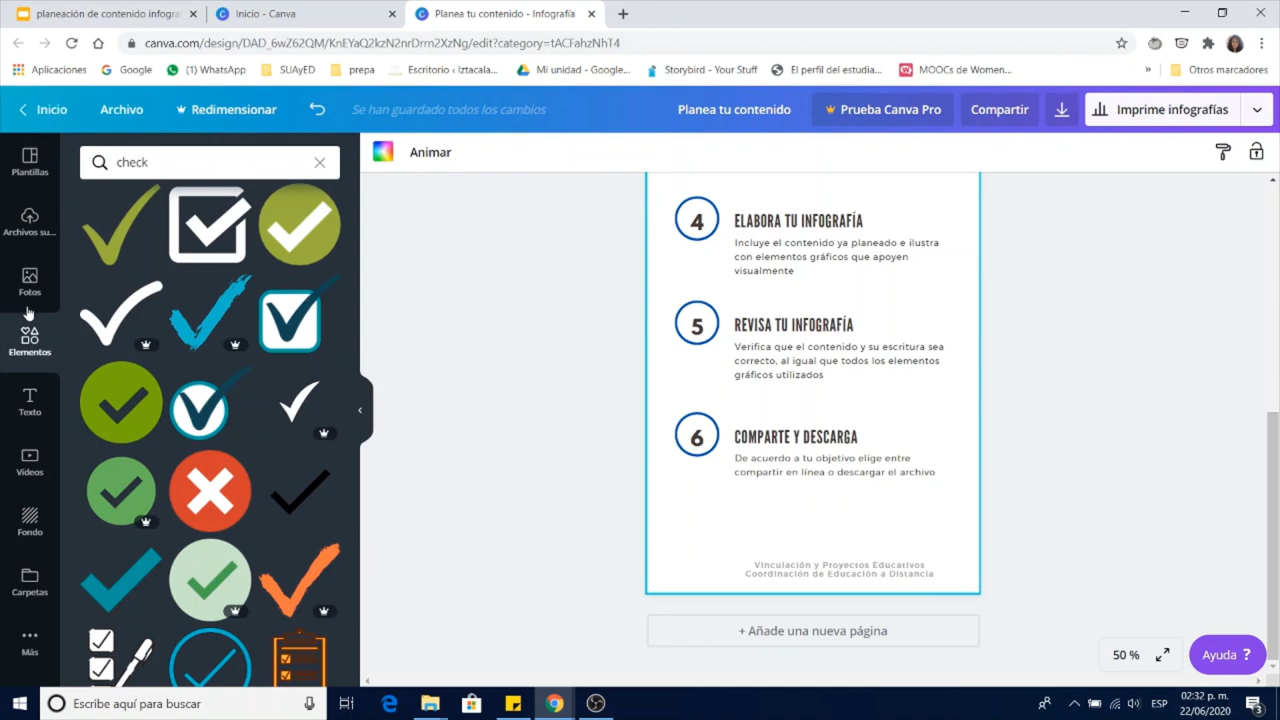 planeación de contenido infogra
Inicio - Canva
Planea tu contenido - Infografía
canva.com/design/DAD_6wZ62QM/KnEYaQ2kzN2nrDrrn2XzNg/edit?category=tACFahzNhT4
Aplicaciones
Google
(1) WhatsApp
SUAyED
prepa
Escritorio (Iztacala...
Mi unidad - Google...
Storybird - Your Stuff
El perfil del estudia...
MOOCs de Women...
»
Otros marcadores
Inicio
Archivo
Redimensionar
Se han guardado todos los cambios
Planea tu contenido
Prueba Canva Pro
Compartir
Imprime infografías
Plantillas
Archivos su...
Fotos
Elementos
Texto
Vídeos
Fondo
Carpetas
Más
check
Animar
4
ELABORA TU INFOGRAFÍA
Incluye el contenido ya planeado e ilustra
con elementos gráficos que apoyen
visualmente
5
REVISA TU INFOGRAFÍA
Verifica que el contenido y su escritura sea
correcto, al igual que todos los elementos
gráficos utilizados
6
COMPARTE Y DESCARGA
De acuerdo a tu objetivo elige entre
compartir en línea o descargar el archivo
Vinculación y Proyectos Educativos
Coordinación de Educación a Distancia
+ Añade una nueva página
50 %
Ayuda ?
Escribe aquí para buscar
ESP
02:32 p. m.
22/06/2020
3